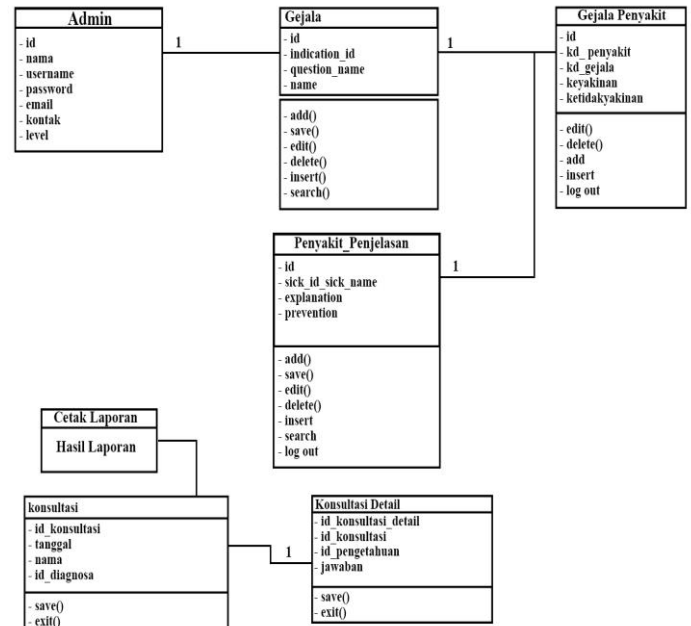 Admin
- id
- nama
- username
- password
- email
- kontak
- level
1
Gejala
- id
- indication_id
- question_name
- name
- add()
- save()
- edit()
- delete()
- insert()
- search()
1
Gejala Penyakit
- id
- kd_ penyakit
- kd_gejala
- keyakinan
- ketidakyakinan
- edit()
- delete()
- add
- insert
- log out
Penyakit_Penjelasan
- id
- sick_id_sick_name
- explanation
- prevention
- add()
- save()
- edit()
- delete()
- insert
- search
- log out
1
Cetak Laporan
Hasil Laporan
konsultasi
- id_konsultasi
- tanggal
- nama
- id_diagnosa
- save()
- exit()
1
Konsultasi Detail
- id_konsultasi_detail
- id_konsultasi
- id_pengetahuan
- jawaban
- save()
- exit()